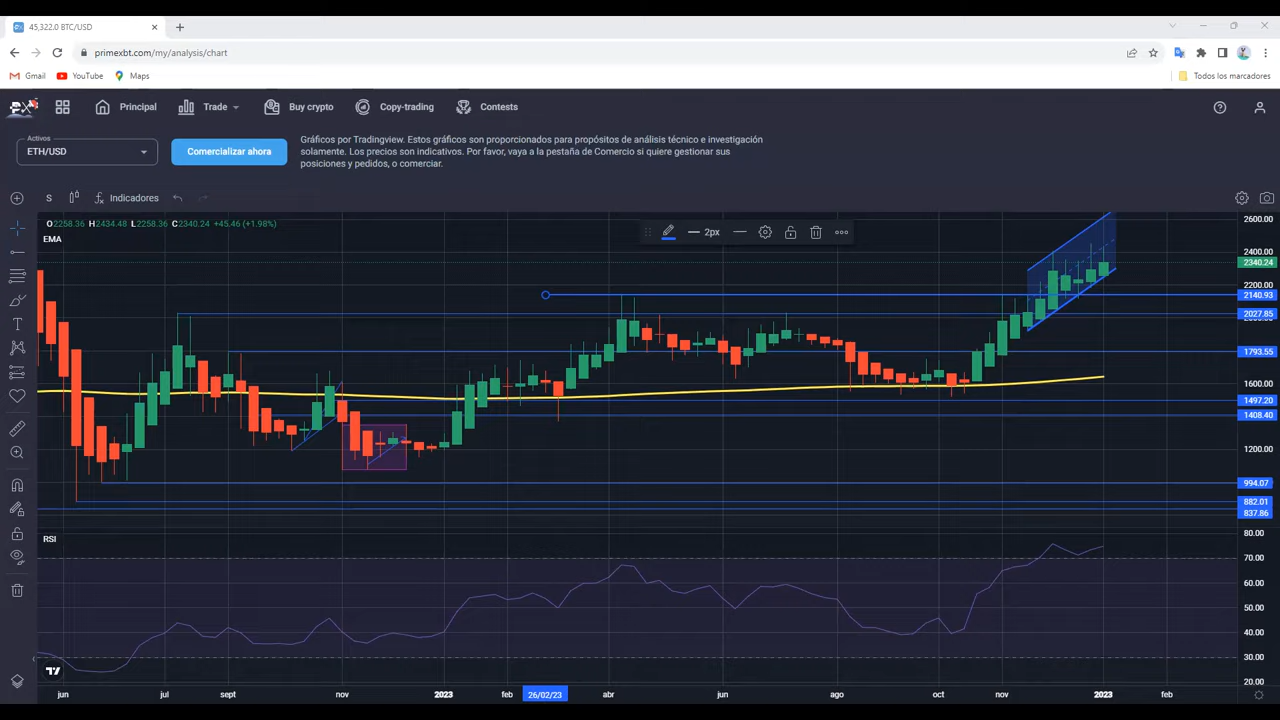 45,322.0 BTC/USD
primexbt.com/my/analysis/chart
Gmail YouTube Maps Todos los marcadores
Principal Trade Buy crypto Copy-trading Contests
Activos
ETH/USD
Comercializar ahora
Gráficos por Tradingview. Estos gráficos son proporcionados para propósitos de análisis técnico e investigación
solamente. Los precios son indicativos. Por favor, vaya a la pestaña de Comercio si quiere gestionar sus
posiciones y pedidos, o comerciar.
S Indicadores
O2258.36 H2434.48 L2258.36 C2340.24 +45.46 (+1.98%)
EMA
2px
2600.00
2400.00
2340.24
2200.00
2140.93
2027.85
1793.55
1600.00
1497.20
1408.40
1200.00
994.07
882.01
837.86
RSI
80.00
70.00
60.00
50.00
40.00
30.00
20.00
jun jul sept nov 2023 feb 26/02/23 abr jun ago oct nov 2023 feb